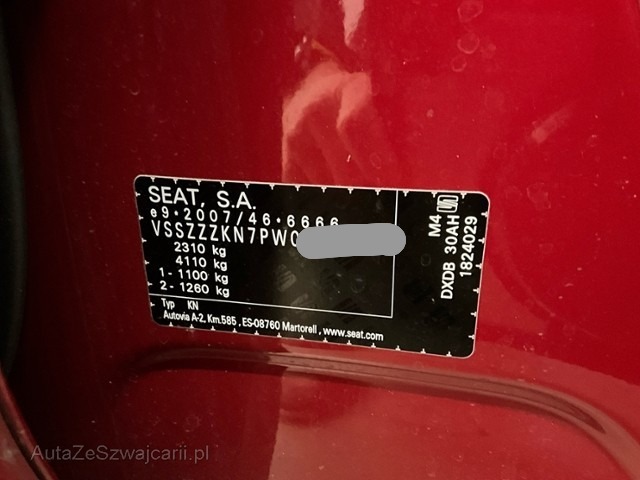 SEAT, S.A.
e9*2007/46*6666
VSSZZZKN7PW0
2310 kg
4110 kg
1- 1100 kg
2- 1260 kg
Typ KN
Autovia A-2, Km.585 , ES-08760 Martorell , www.seat.com
M4
DXDB 30AH
1824029
AutaZeSzwajcarii.pl